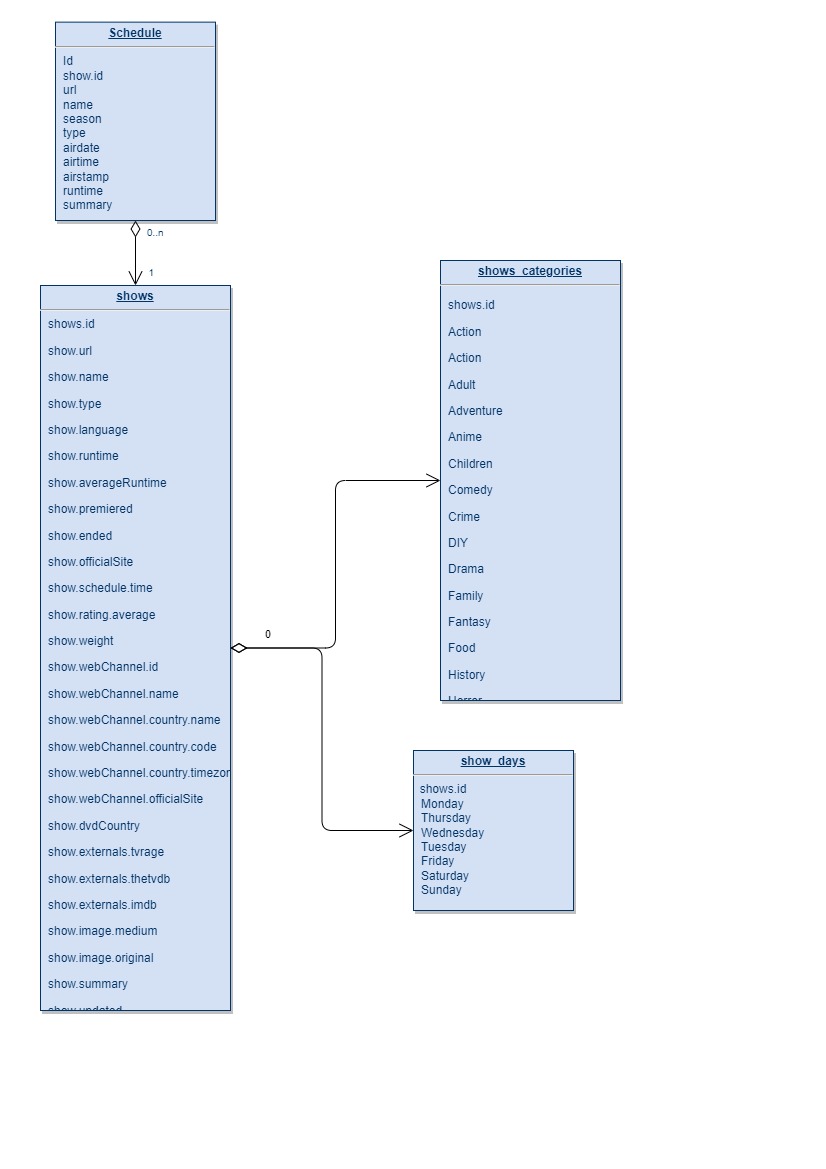 Schedule
Id
show.id
url
name
season
type
airdate
airtime
airstamp
runtime
summary
0..n
1
shows
shows.id
show.url
show.name
show.type
show.language
show.runtime
show.averageRuntime
show.premiered
show.ended
show.officialSite
show.schedule.time
show.rating.average
show.weight
show.webChannel.id
show.webChannel.name
show.webChannel.country.name
show.webChannel.country.code
show.webChannel.country.timezor
show.webChannel.officialSite
show.dvdCountry
show.externals.tvrage
show.externals.thetvdb
show.externals.imdb
show.image.medium
show.image.original
show.summary
show.updated
0
shows_categories
shows.id
Action
Action
Adult
Adventure
Anime
Children
Comedy
Crime
DIY
Drama
Family
Fantasy
Food
History
Horror
show_days
shows.id
Monday
Thursday
Wednesday
Tuesday
Friday
Saturday
Sunday